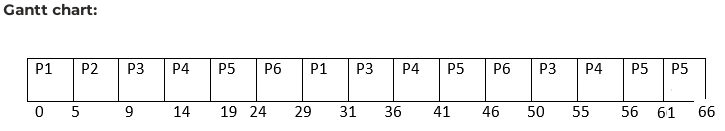 Gantt chart:
P1 P2 P3 P4 P5 P6 P1 P3 P4 P5 P6 P3 P4 P5 P5
0 5 9 14 19 24 29 31 36 41 46 50 55 56 61 66